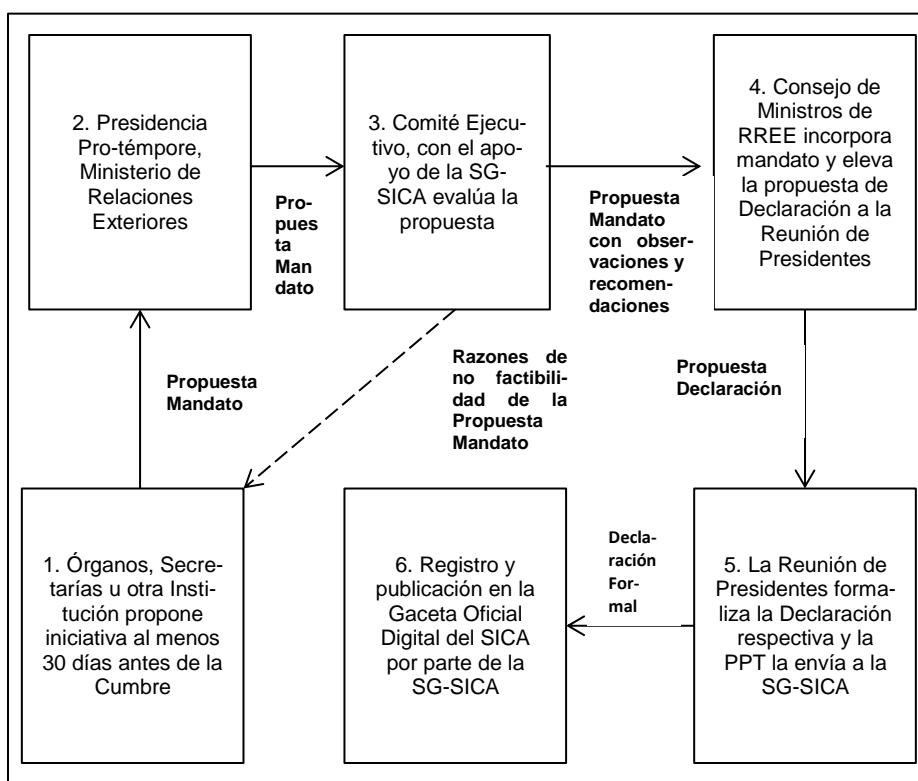 2. Presidencia
Pro-témpore,
Ministerio de
Relaciones
Exteriores
Pro-
pues
ta
Man
dato
3. Comité Ejecu-
tivo, con el apo-
yo de la SG-
SICA evalúa la
propuesta
Propuesta
Mandato
con obser-
vaciones y
recomen-
daciones
4. Consejo de
Ministros de
RREE incorpora
mandato y eleva
la propuesta de
Declaración a la
Reunión de
Presidentes
Propuesta
Mandato
Razones de
no factibili-
dad de la
Propuesta
Mandato
Propuesta
Declaración
1. Órganos, Secre-
tarías u otra Insti-
tución propone
iniciativa al menos
30 días antes de la
Cumbre
6. Registro y
publicación en la
Gaceta Oficial
Digital del SICA
por parte de la
SG-SICA
Decla-
ración
For-
mal
5. La Reunión de
Presidentes forma-
liza la Declaración
respectiva y la
PPT la envía a la
SG-SICA